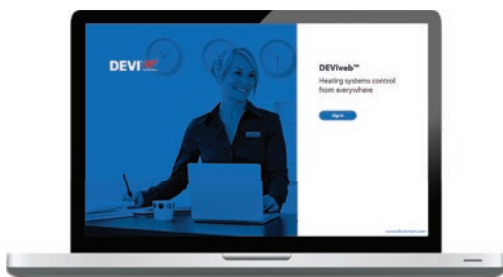 DEVI
DEVIweb™
Heating systems control
from everywhere
Sign in